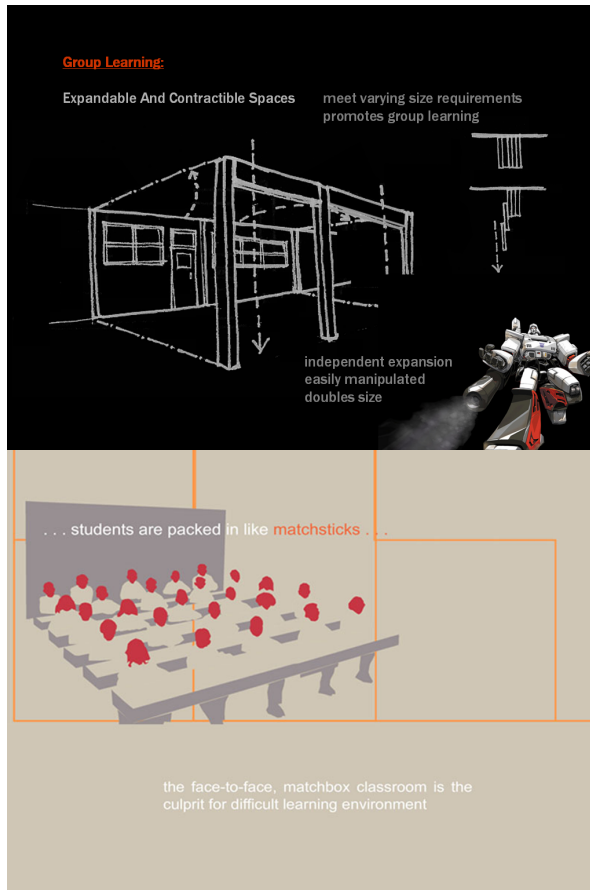 Group Learning:
Expandable And Contractible Spaces
meet varying size requirements
promotes group learning
independent expansion
easily manipulated
doubles size
. . . students are packed in like matchsticks . . .
the face-to-face, matchbox classroom is the
culprit for difficult learning environment